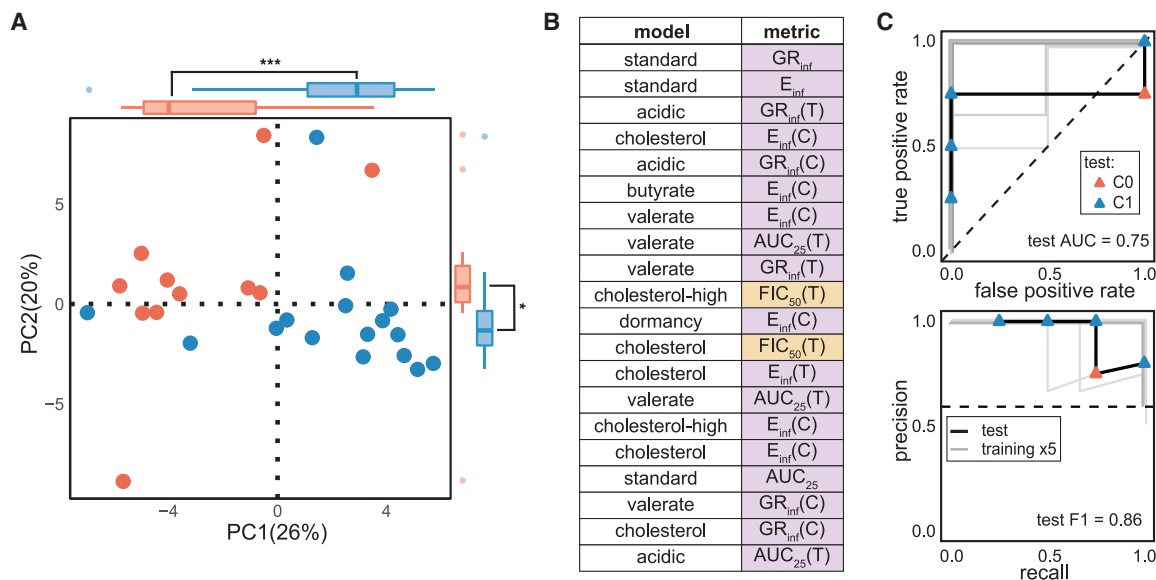 A
***
*
5
0
−5
PC2(20%)
−4
0
4
PC1(26%)
B
model metric
standard GRinf
standard Einf
acidic GRinf(T)
cholesterol Einf(C)
acidic GRinf(C)
butyrate Einf(C)
valerate Einf(C)
valerate AUC25(T)
valerate GRinf(T)
cholesterol-high FIC50(T)
dormancy Einf(C)
cholesterol FIC50(T)
cholesterol Einf(T)
valerate AUC25(T)
cholesterol-high Einf(C)
cholesterol Einf(C)
standard AUC25
valerate GRinf(C)
cholesterol GRinf(C)
acidic AUC25(T)
C
true positive rate
1.0
0.5
0.0
test:
C0
C1
test AUC = 0.75
0.0 0.5 1.0
false positive rate
precision
1.0
0.5
0.0
test
training x5
test F1 = 0.86
0.0 0.5 1.0
recall